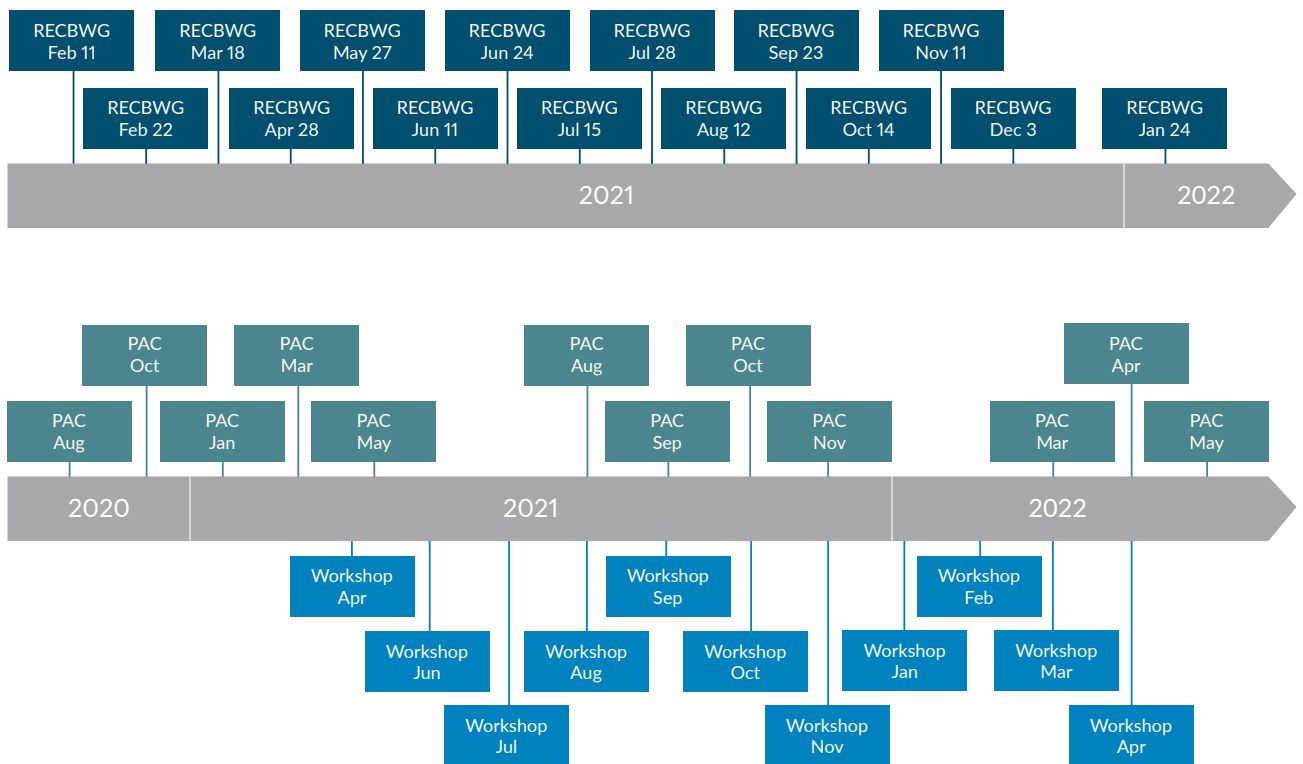 RECBWG
Feb 11
RECBWG
Mar 18
RECBWG
May 27
RECBWG
Jun 24
RECBWG
Jul 28
RECBWG
Sep 23
RECBWG
Nov 11
RECBWG
Feb 22
RECBWG
Apr 28
RECBWG
Jun 11
RECBWG
Jul 15
RECBWG
Aug 12
RECBWG
Oct 14
RECBWG
Dec 3
RECBWG
Jan 24
2021
2022
PAC
Oct
PAC
Mar
PAC
Aug
PAC
Oct
PAC
Apr
PAC
Aug
PAC
Jan
PAC
May
PAC
Sep
PAC
Nov
PAC
Mar
PAC
May
2020
2021
2022
Workshop
Apr
Workshop
Sep
Workshop
Feb
Workshop
Jun
Workshop
Aug
Workshop
Oct
Workshop
Jan
Workshop
Mar
Workshop
Jul
Workshop
Nov
Workshop
Apr